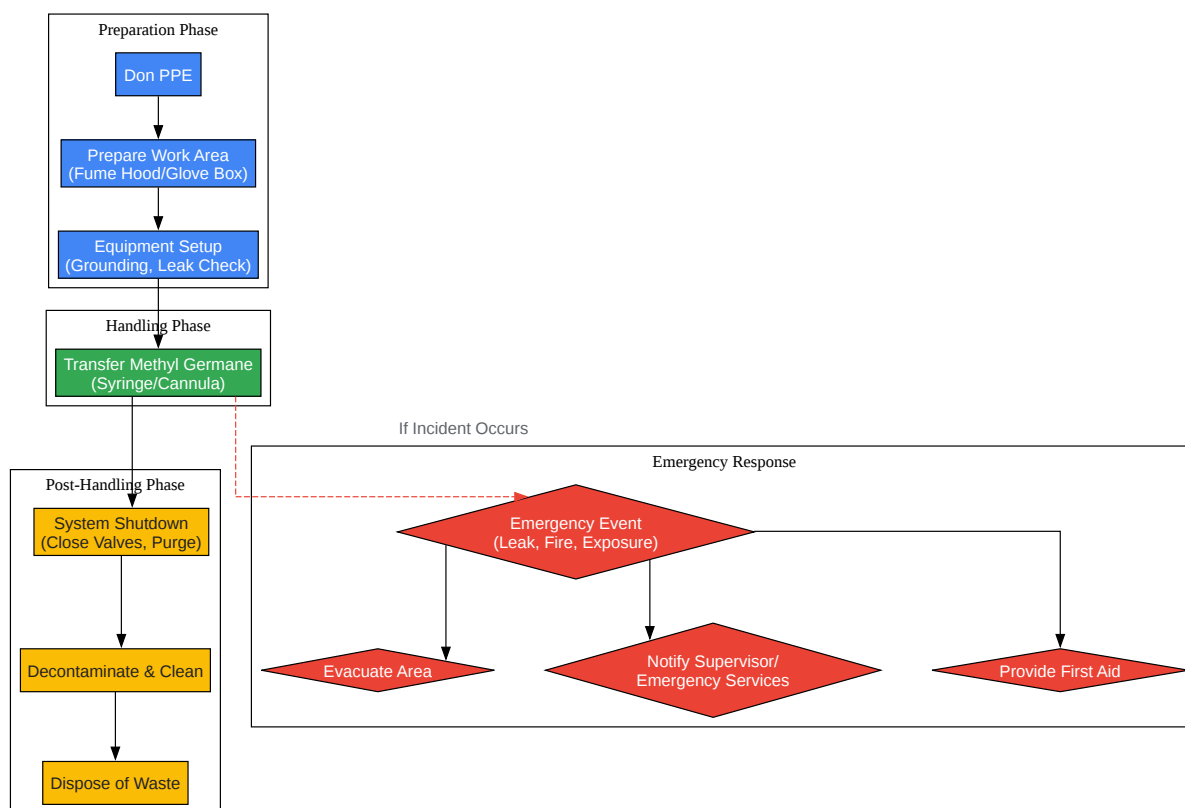 Preparation Phase
Don PPE
Prepare Work Area
(Fume Hood/Glove Box)
Equipment Setup
(Grounding, Leak Check)
Handling Phase
Transfer Methyl Germane
(Syringe/Cannula)
If Incident Occurs
Emergency Response
Emergency Event
(Leak, Fire, Exposure)
Evacuate Area
Notify Supervisor/
Emergency Services
Provide First Aid
Post-Handling Phase
System Shutdown
(Close Valves, Purge)
Decontaminate & Clean
Dispose of Waste